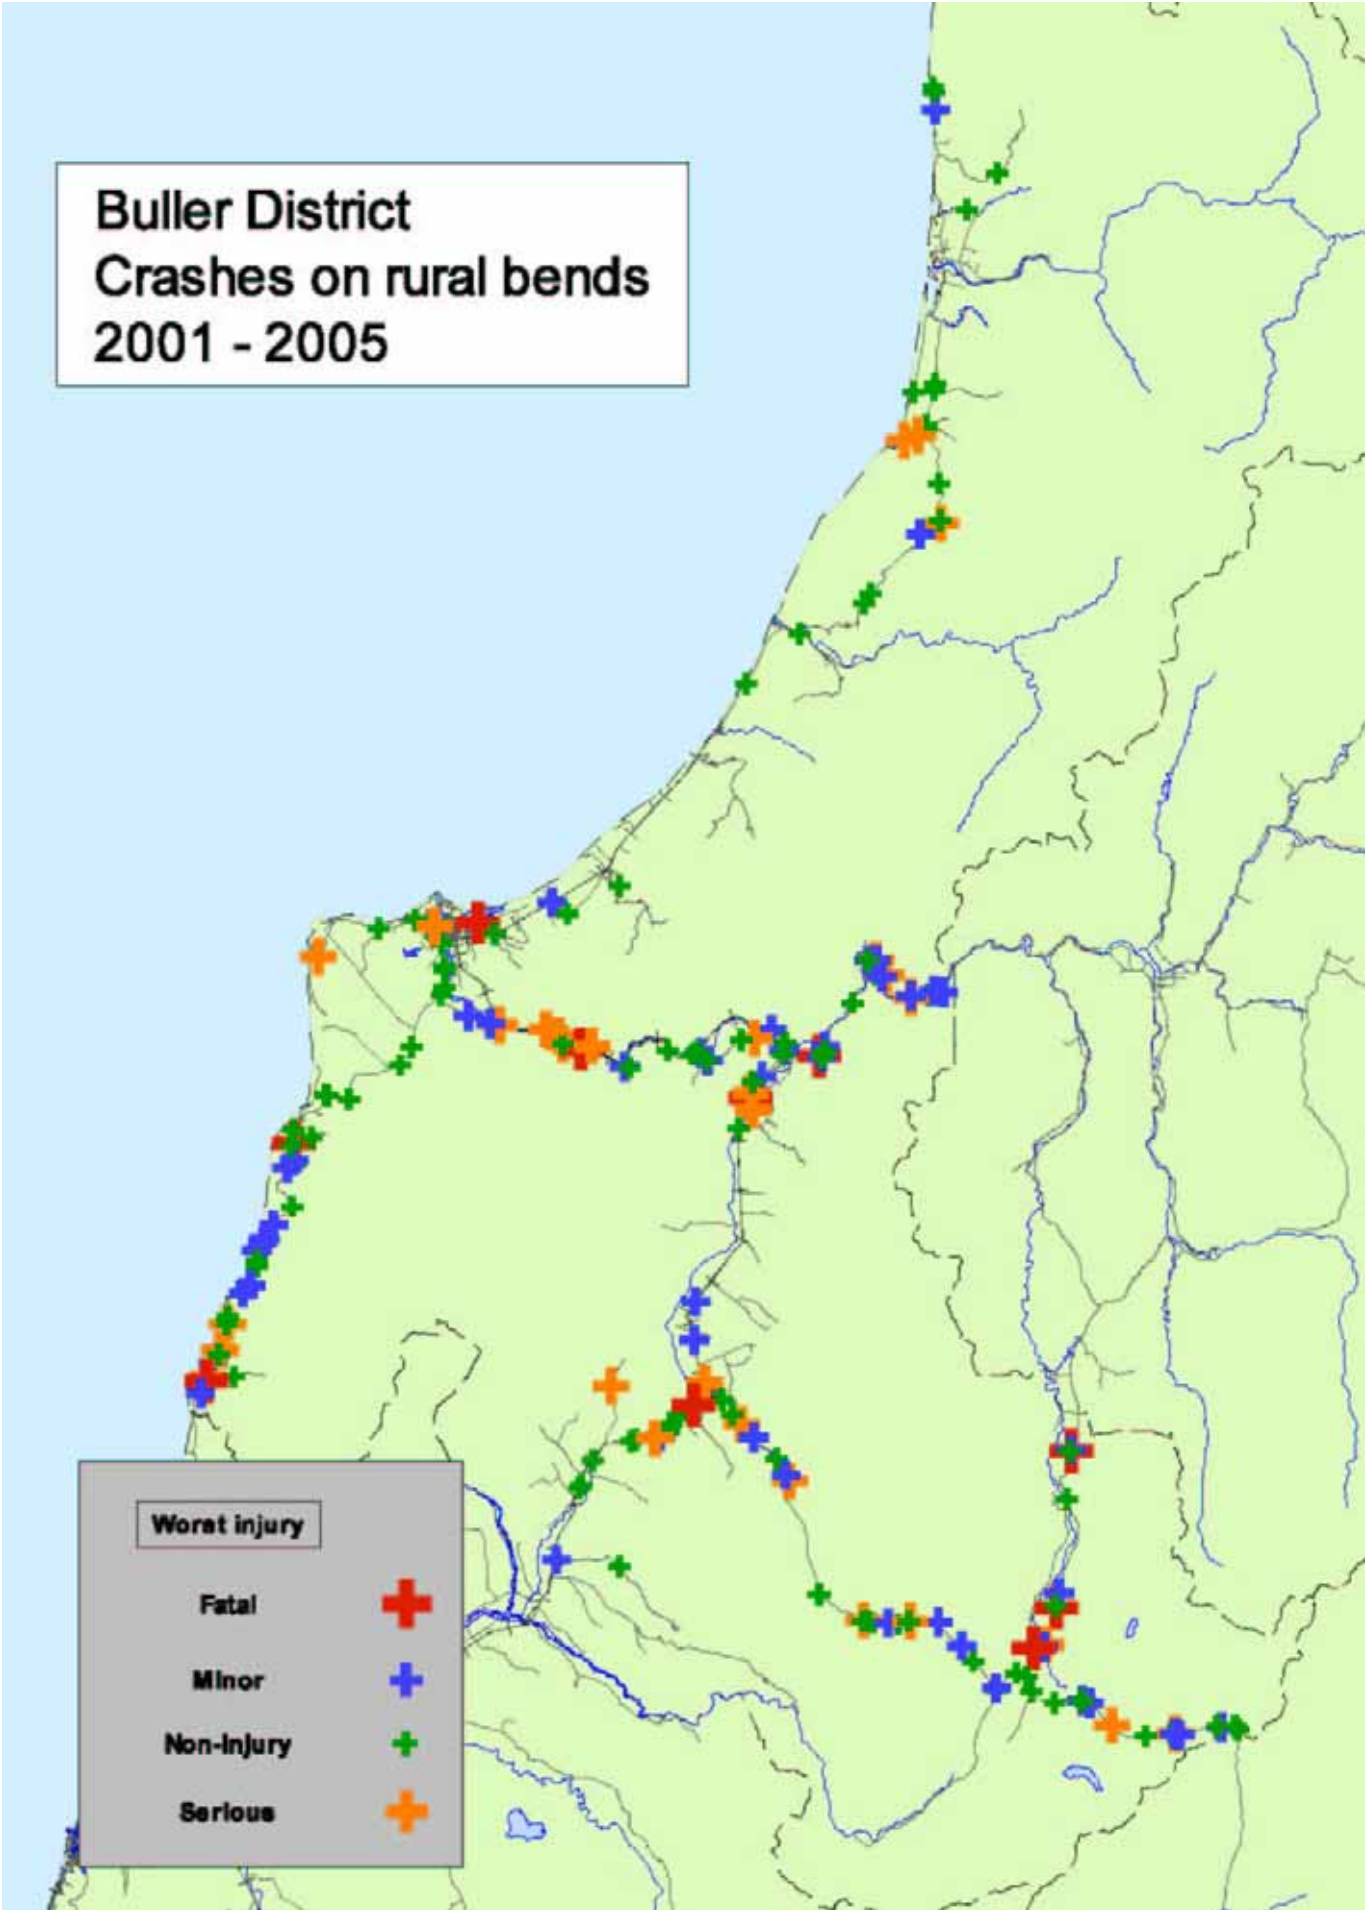 Buller District
Crashes on rural bends
2001 - 2005
Worst injury
Fatal
Minor
Non-Injury
Serious